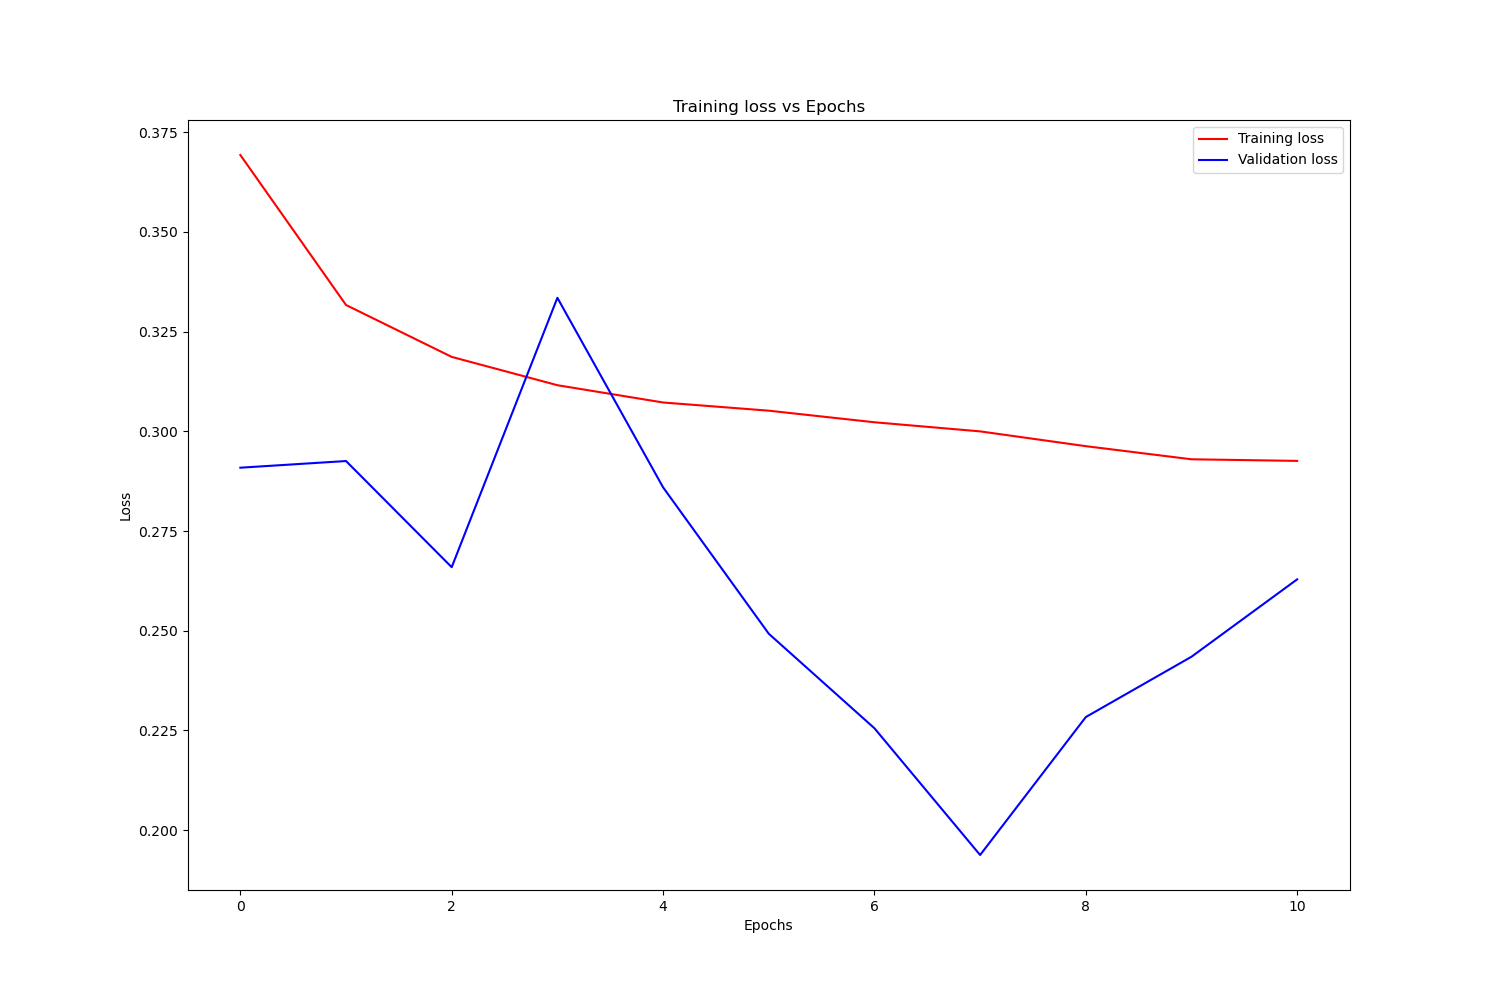 Training loss vs Epochs
Training loss
Validation loss
0.375
0.350
0.325
0.300
0.275
0.250
0.225
0.200
Loss
0 2 4 6 8 10
Epochs